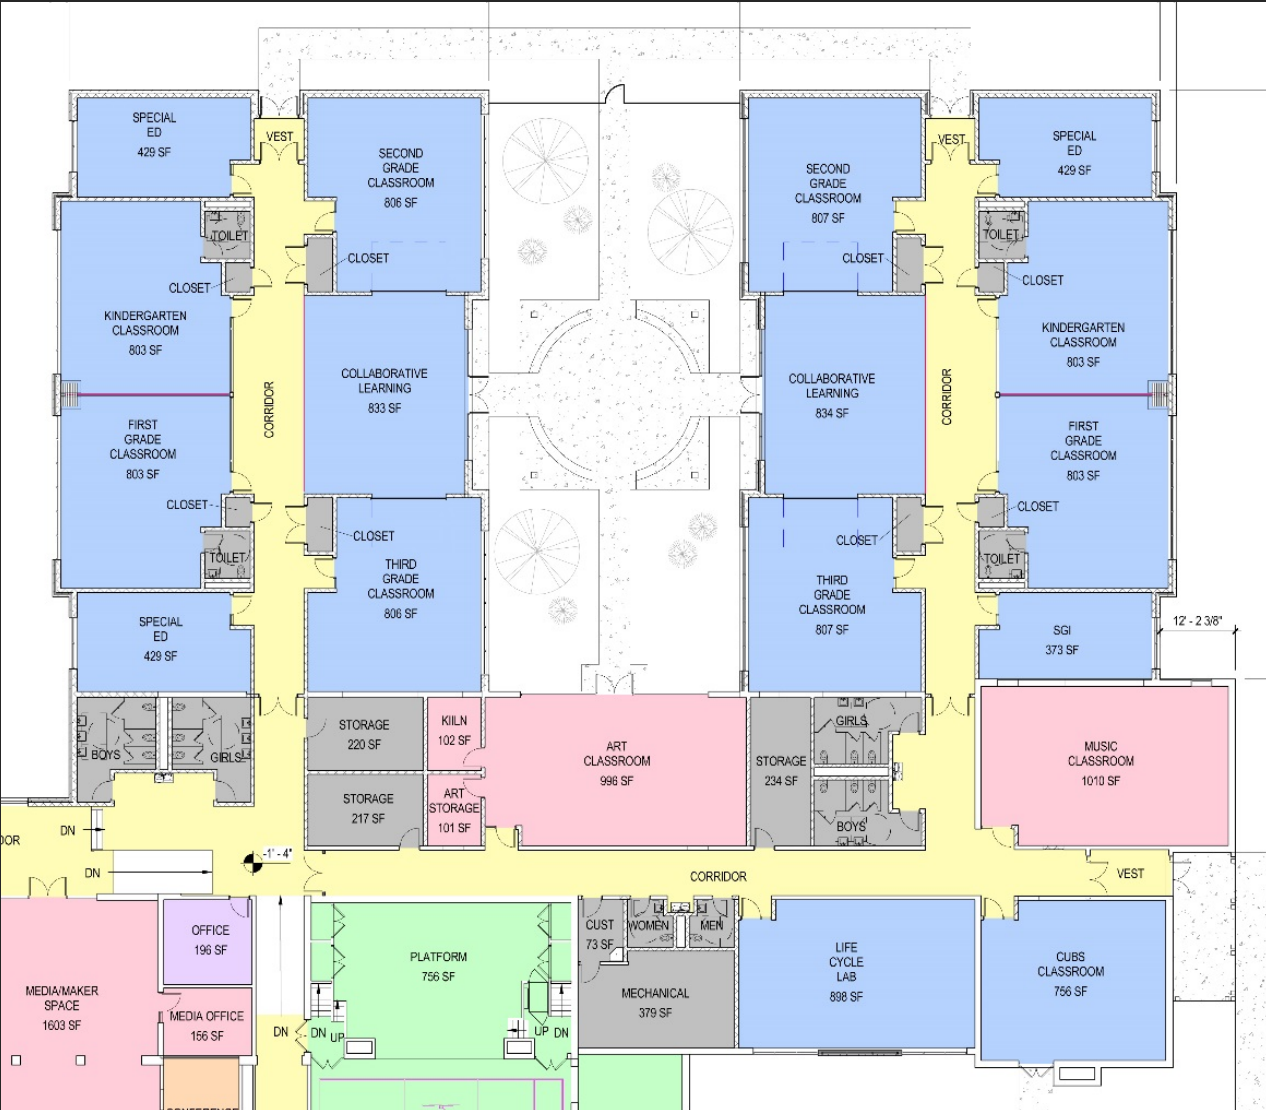 SPECIAL
ED
429 SF
VEST
SECOND
GRADE
CLASSROOM
806 SF
SECOND
GRADE
CLASSROOM
807 SF
VEST
SPECIAL
ED
429 SF
TOILET
CLOSET
CLOSET
CLOSET
TOILET
CLOSET
KINDERGARTEN
CLASSROOM
803 SF
CORRIDOR
COLLABORATIVE
LEARNING
833 SF
COLLABORATIVE
LEARNING
834 SF
CORRIDOR
KINDERGARTEN
CLASSROOM
803 SF
FIRST
GRADE
CLASSROOM
803 SF
FIRST
GRADE
CLASSROOM
803 SF
CLOSET
CLOSET
CLOSET
CLOSET
TOILET
TOILET
THIRD
GRADE
CLASSROOM
806 SF
THIRD
GRADE
CLASSROOM
807 SF
SPECIAL
ED
429 SF
SGI
373 SF
12' - 2 3/8"
BOYS
GIRLS
STORAGE
220 SF
KIILN
102 SF
ART
CLASSROOM
996 SF
STORAGE
234 SF
GIRLS
BOYS
MUSIC
CLASSROOM
1010 SF
STORAGE
217 SF
ART
STORAGE
101 SF
DOR
DN
DN
-1' - 4"
CORRIDOR
VEST
OFFICE
196 SF
PLATFORM
756 SF
CUST
73 SF
WOMEN
MEN
LIFE
CYCLE
LAB
898 SF
CUBS
CLASSROOM
756 SF
MEDIA/MAKER
SPACE
1603 SF
MEDIA OFFICE
156 SF
MECHANICAL
379 SF
DN
DN
UP
UP
DN
CONFERENCE